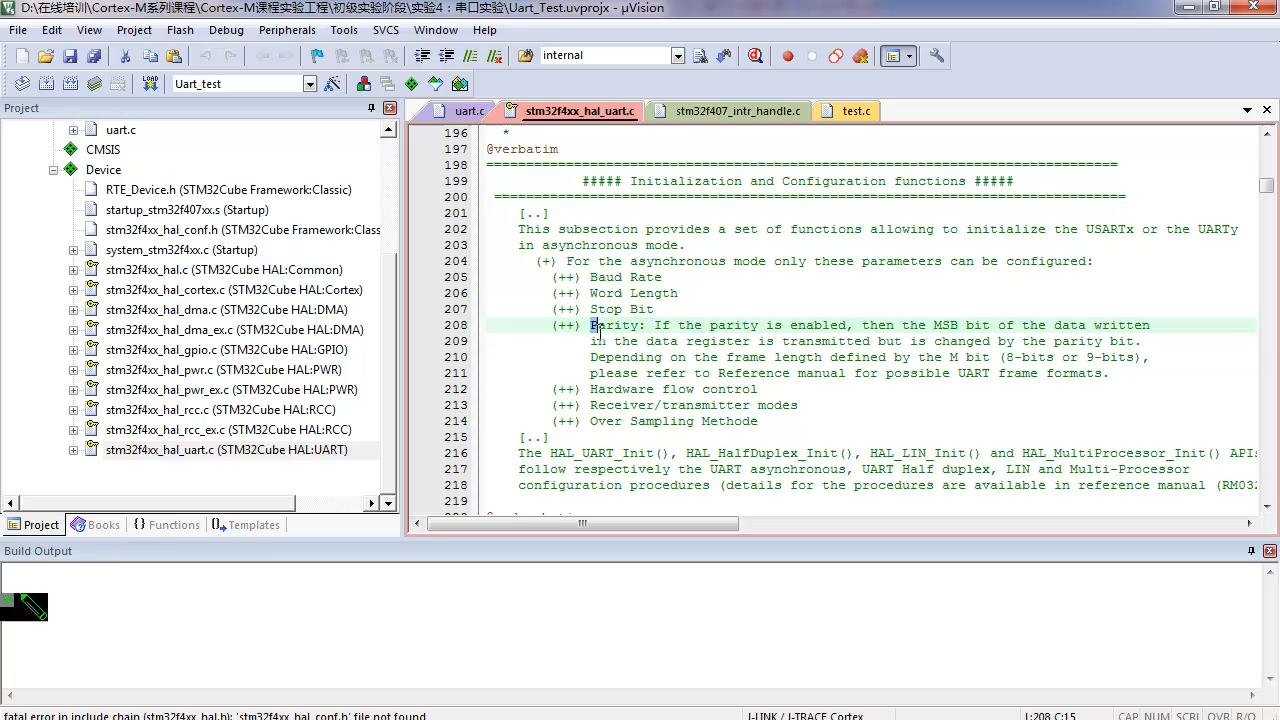 D:\在线培训\Cortex-M系列课程\Cortex-M课程实验工程\初级实验阶段\实验4：串口实验\Uart_Test.uvprojx - µVision
File Edit View Project Flash Debug Peripherals Tools SVCS Window Help
internal
LOAD Uart_test
Project
uart.c stm32f4xx_hal_uart.c stm32f407_intr_handle.c test.c
uart.c
CMSIS
Device
RTE_Device.h (STM32Cube Framework:Classic)
startup_stm32f407xx.s (Startup)
stm32f4xx_hal_conf.h (STM32Cube Framework:Class
system_stm32f4xx.c (Startup)
stm32f4xx_hal.c (STM32Cube HAL:Common)
stm32f4xx_hal_cortex.c (STM32Cube HAL:Cortex)
stm32f4xx_hal_dma.c (STM32Cube HAL:DMA)
stm32f4xx_hal_dma_ex.c (STM32Cube HAL:DMA)
stm32f4xx_hal_gpio.c (STM32Cube HAL:GPIO)
stm32f4xx_hal_pwr.c (STM32Cube HAL:PWR)
stm32f4xx_hal_pwr_ex.c (STM32Cube HAL:PWR)
stm32f4xx_hal_rcc.c (STM32Cube HAL:RCC)
stm32f4xx_hal_rcc_ex.c (STM32Cube HAL:RCC)
stm32f4xx_hal_uart.c (STM32Cube HAL:UART)
Project Books Functions Templates
196 *
197 @verbatim
198 ===============================================================================
199 ##### Initialization and Configuration functions #####
200 ===============================================================================
201 [..]
202 This subsection provides a set of functions allowing to initialize the USARTx or the UARTy
203 in asynchronous mode.
204 (+) For the asynchronous mode only these parameters can be configured:
205 (++) Baud Rate
206 (++) Word Length
207 (++) Stop Bit
208 (++) Parity: If the parity is enabled, then the MSB bit of the data written
209 in the data register is transmitted but is changed by the parity bit.
210 Depending on the frame length defined by the M bit (8-bits or 9-bits),
211 please refer to Reference manual for possible UART frame formats.
212 (++) Hardware flow control
213 (++) Receiver/transmitter modes
214 (++) Over Sampling Methode
215 [..]
216 The HAL_UART_Init(), HAL_HalfDuplex_Init(), HAL_LIN_Init() and HAL_MultiProcessor_Init() APIs
217 follow respectively the UART asynchronous, UART Half duplex, LIN and Multi-Processor
218 configuration procedures (details for the procedures are available in reference manual (RM032
219
Build Output
fatal error in include chain (stm32f4xx_hal.h): 'stm32f4xx_hal_conf.h' file not found
J-LINK / J-TRACE Cortex
L:208 C:15
CAP NUM SCRL OVR R/O